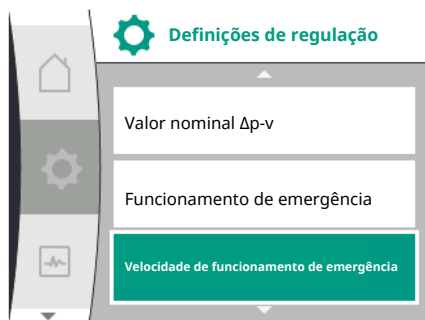 Definições de regulação
Valor nominal Δp-v
Funcionamento de emergência
Velocidade de funcionamento de emergência